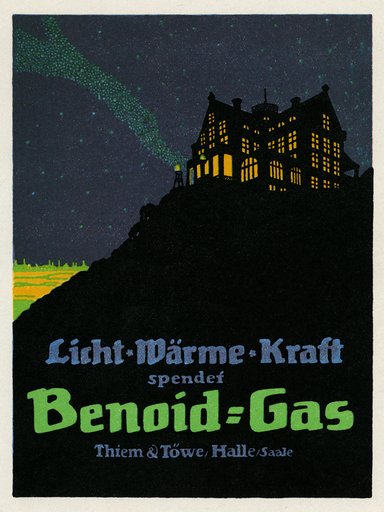 Licht * Wärme * Kraft
spendet
Benoid=Gas
Thiem & Töwe / Halle / Saale